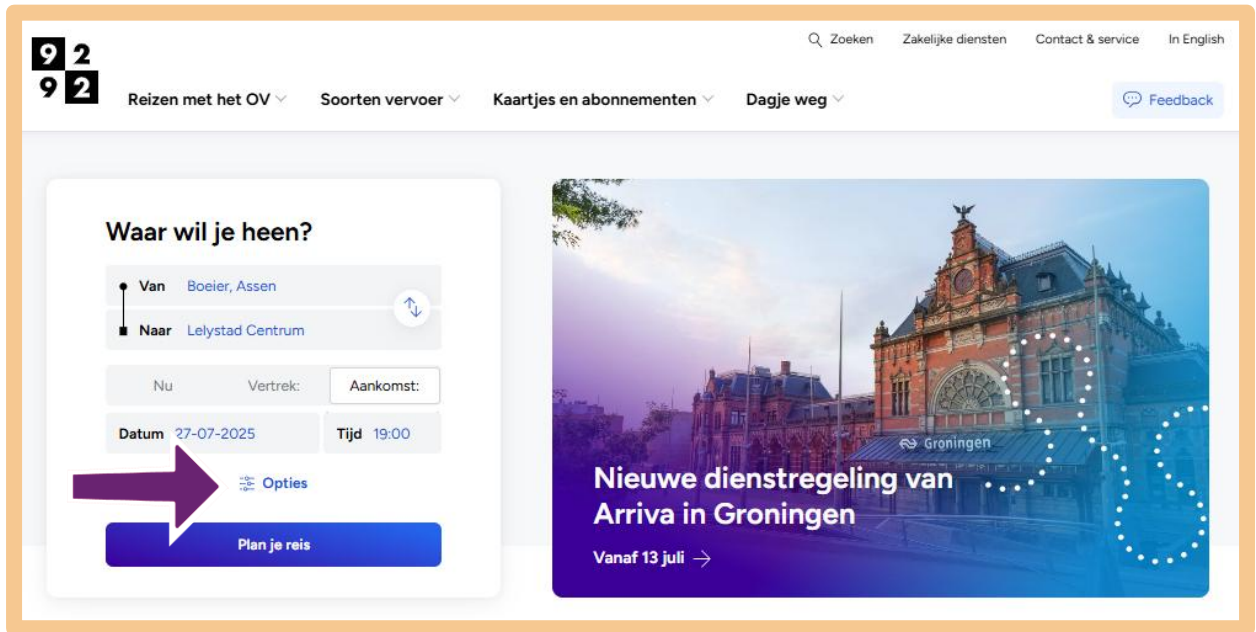 9 2
9 2
Zoeken Zakelijke diensten Contact & service In English
Reizen met het OV Soorten vervoer Kaartjes en abonnementen Dagje weg Feedback
Waar wil je heen?
Van Boeier, Assen
Naar Lelystad Centrum
Nu Vertrek: Aankomst:
Datum 27-07-2025 Tijd 19:00
Opties
Plan je reis
Groningen
Nieuwe dienstregeling van
Arriva in Groningen
Vanaf 13 juli →